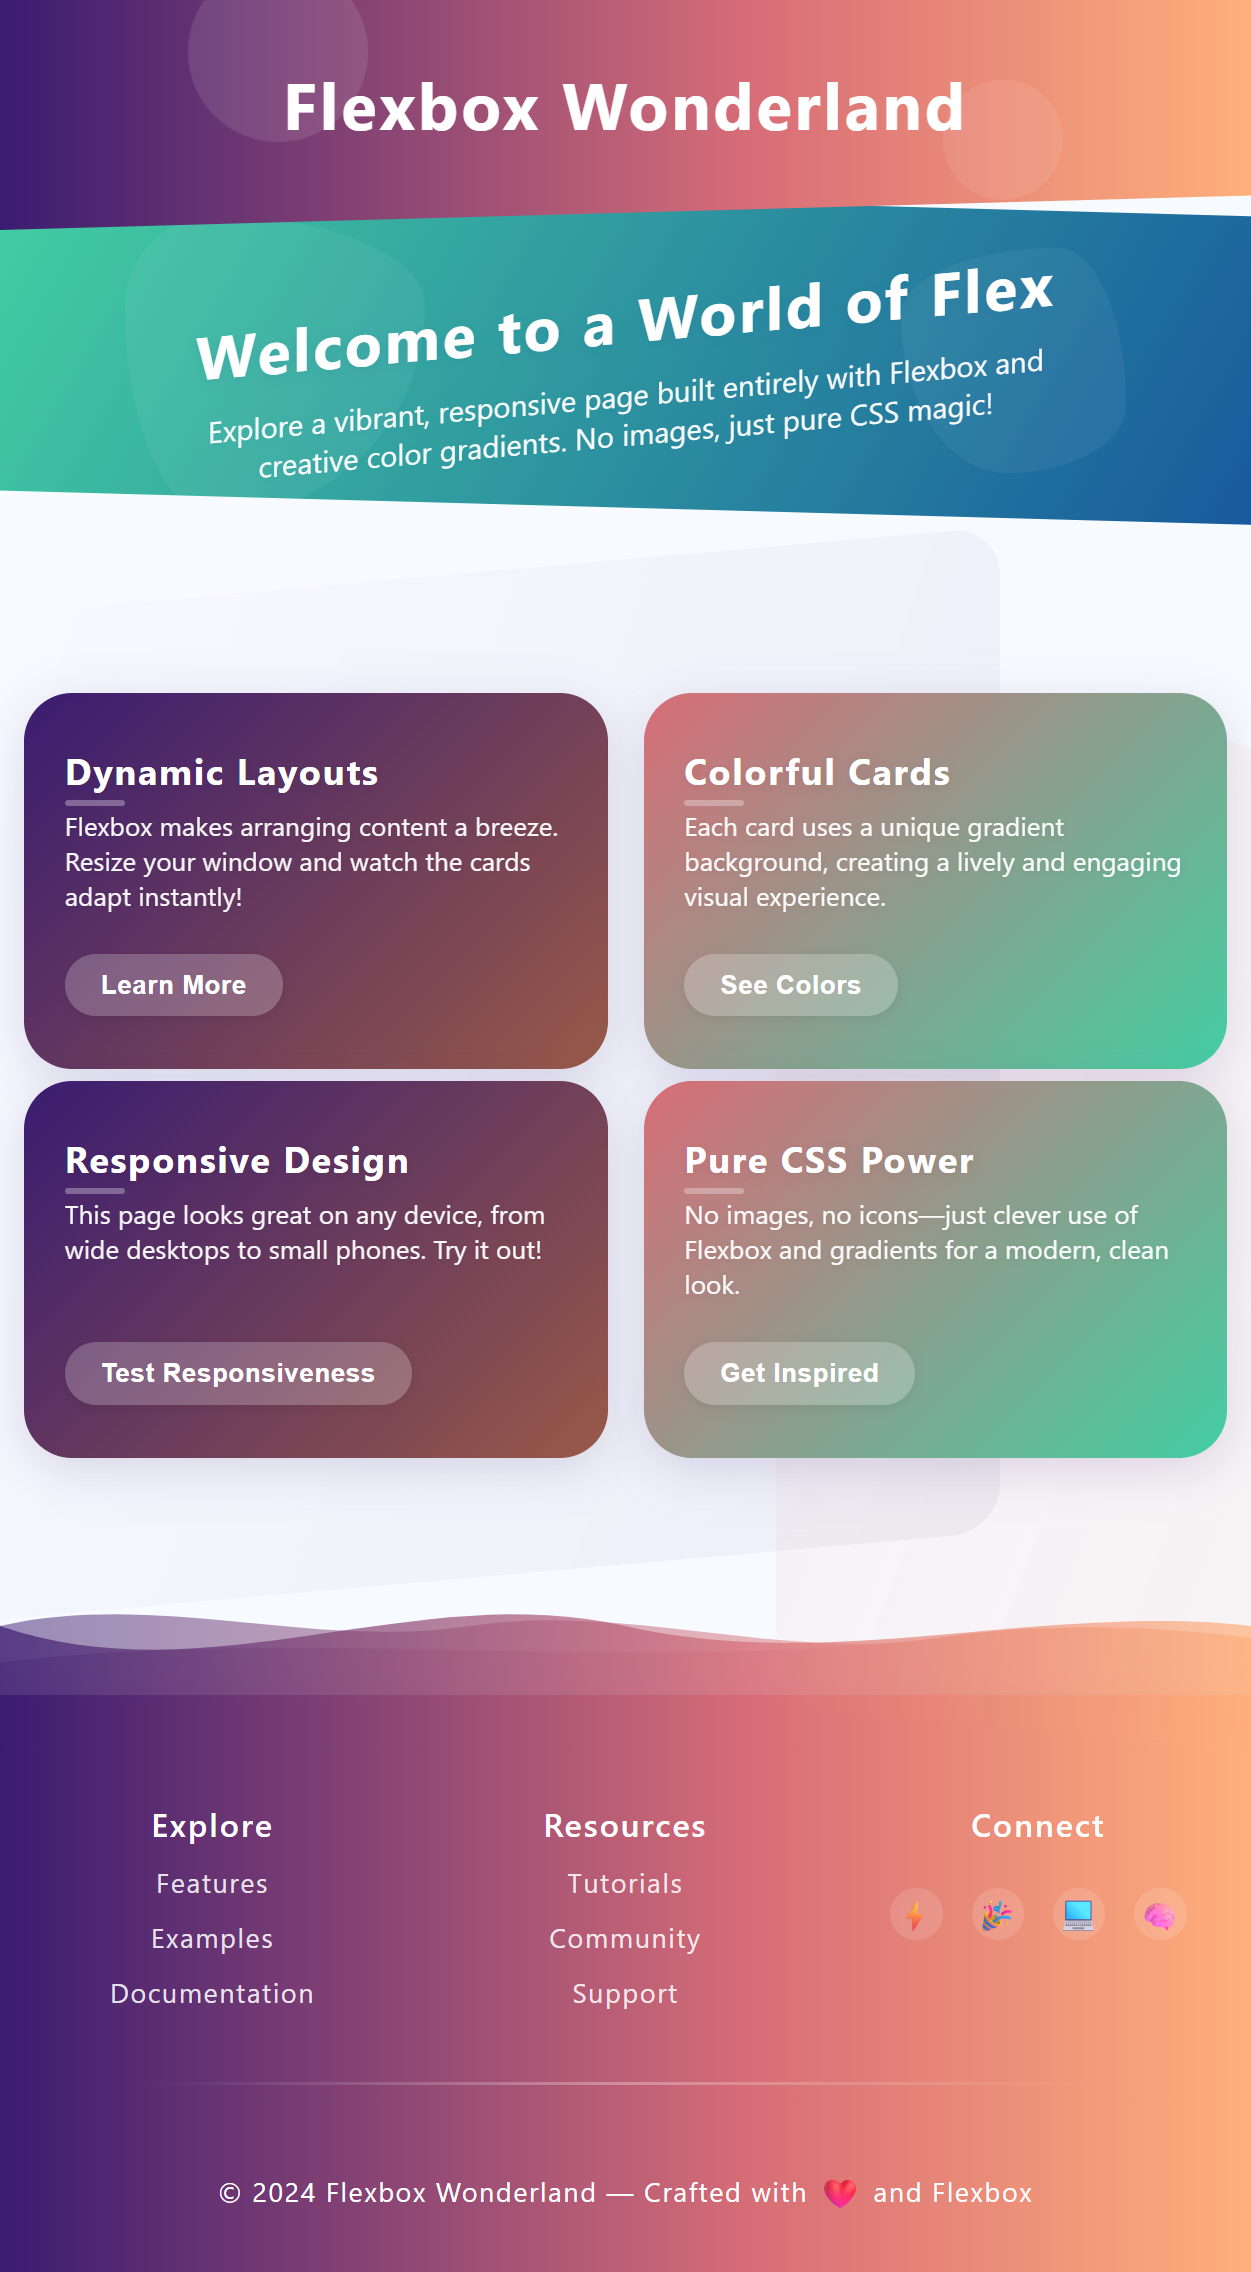 Flexbox Wonderland
Welcome to a World of Flex
Explore a vibrant, responsive page built entirely with Flexbox and
creative color gradients. No images, just pure CSS magic!
Dynamic Layouts
Flexbox makes arranging content a breeze.
Resize your window and watch the cards
adapt instantly!
Learn More
Colorful Cards
Each card uses a unique gradient
background, creating a lively and engaging
visual experience.
See Colors
Responsive Design
This page looks great on any device, from
wide desktops to small phones. Try it out!
Test Responsiveness
Pure CSS Power
No images, no icons—just clever use of
Flexbox and gradients for a modern, clean
look.
Get Inspired
Explore
Features
Examples
Documentation
Resources
Tutorials
Community
Support
Connect
© 2024 Flexbox Wonderland — Crafted with ❤️ and Flexbox